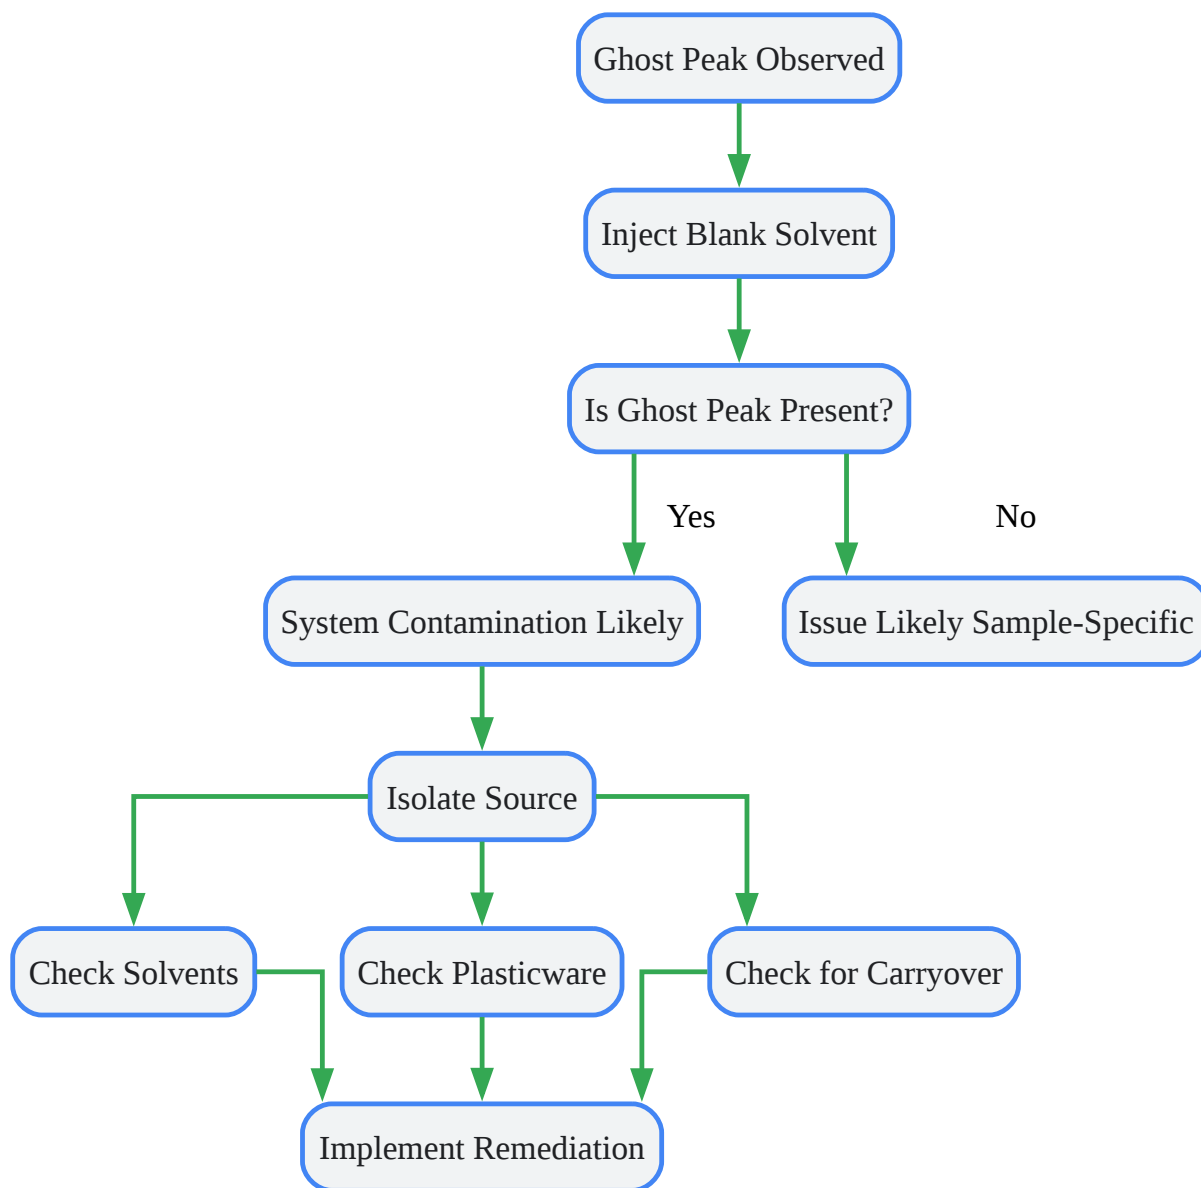 Ghost Peak Observed
Inject Blank Solvent
Is Ghost Peak Present?
Yes
No
System Contamination Likely
Issue Likely Sample-Specific
Isolate Source
Check Solvents
Check Plasticware
Check for Carryover
Implement Remediation